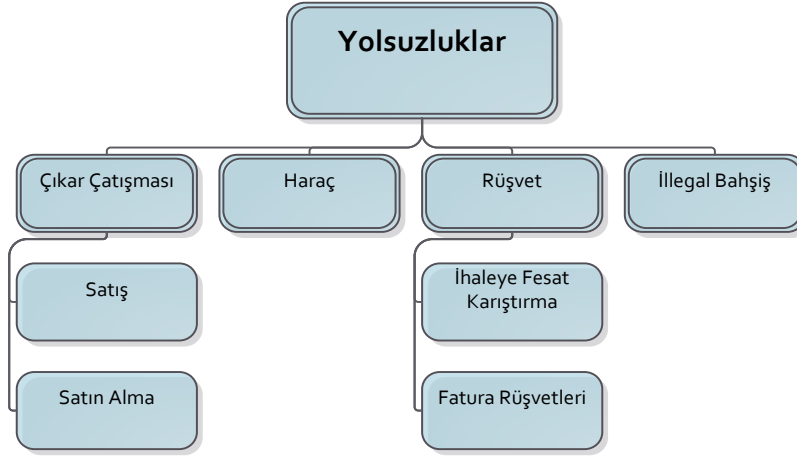 Yolsuzluklar
Çıkar Çatışması
Haraç
Rüşvet
İllegal Bahşiş
Satış
İhaleye Fesat
Karıştırma
Satın Alma
Fatura Rüşvetleri